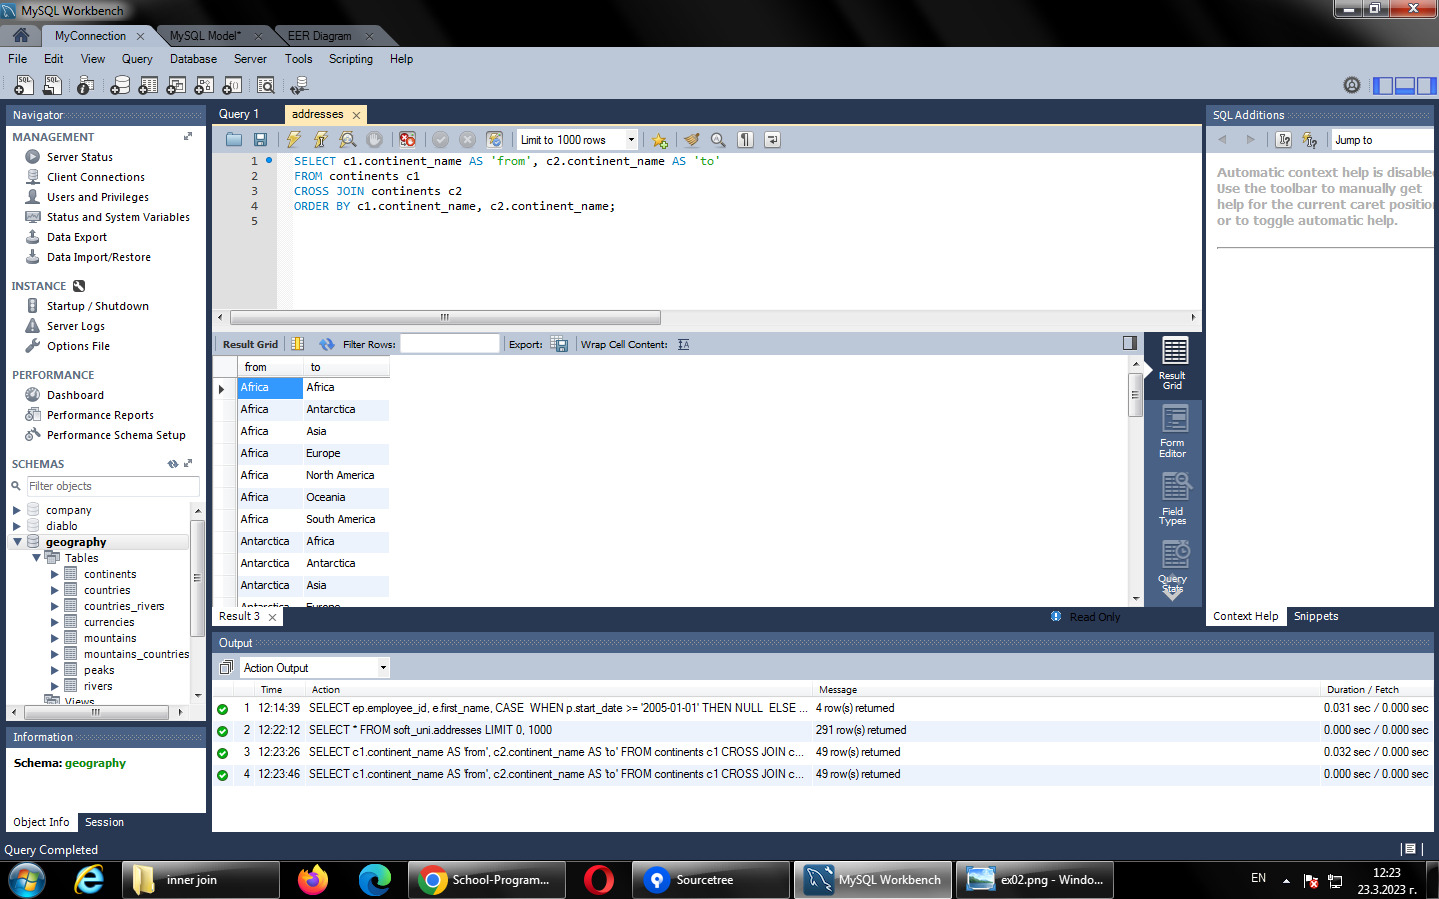 MySQL Workbench
MyConnection
MySQL Model*
EER Diagram
File Edit View Query Database Server Tools Scripting Help
Navigator
MANAGEMENT
Server Status
Client Connections
Users and Privileges
Status and System Variables
Data Export
Data Import/Restore
INSTANCE
Startup / Shutdown
Server Logs
Options File
PERFORMANCE
Dashboard
Performance Reports
Performance Schema Setup
SCHEMAS
Filter objects
company
diablo
geography
Tables
continents
countries
countries_rivers
currencies
mountains
mountains_countries
peaks
rivers
Views
Information
Schema: geography
Object Info Session
Query 1 addresses
Limit to 1000 rows
1 SELECT c1.continent_name AS 'from', c2.continent_name AS 'to'
2 FROM continents c1
3 CROSS JOIN continents c2
4 ORDER BY c1.continent_name, c2.continent_name;
5
Result Grid Filter Rows: Export: Wrap Cell Content:
from to
Africa Africa
Africa Antarctica
Africa Asia
Africa Europe
Africa North America
Africa Oceania
Africa South America
Antarctica Africa
Antarctica Antarctica
Antarctica Asia
Antarctica Europe
Result Grid
Form Editor
Field Types
Query Stats
Result 3
Read Only
SQL Additions
Jump to
Automatic context help is disabled
Use the toolbar to manually get
help for the current caret position
or to toggle automatic help.
Context Help Snippets
Output
Action Output
Time Action Message Duration / Fetch
1 12:14:39 SELECT ep.employee_id, e.first_name, CASE WHEN p.start_date >= '2005-01-01' THEN NULL ELSE ... 4 row(s) returned 0.031 sec / 0.000 sec
2 12:22:12 SELECT * FROM soft_uni.addresses LIMIT 0, 1000 291 row(s) returned 0.000 sec / 0.000 sec
3 12:23:26 SELECT c1.continent_name AS 'from', c2.continent_name AS 'to' FROM continents c1 CROSS JOIN c... 49 row(s) returned 0.032 sec / 0.000 sec
4 12:23:46 SELECT c1.continent_name AS 'from', c2.continent_name AS 'to' FROM continents c1 CROSS JOIN c... 49 row(s) returned 0.000 sec / 0.000 sec
Query Completed
inner join
School-Program...
Sourcetree
MySQL Workbench
ex02.png - Windo...
EN
12:23
23.3.2023 г.